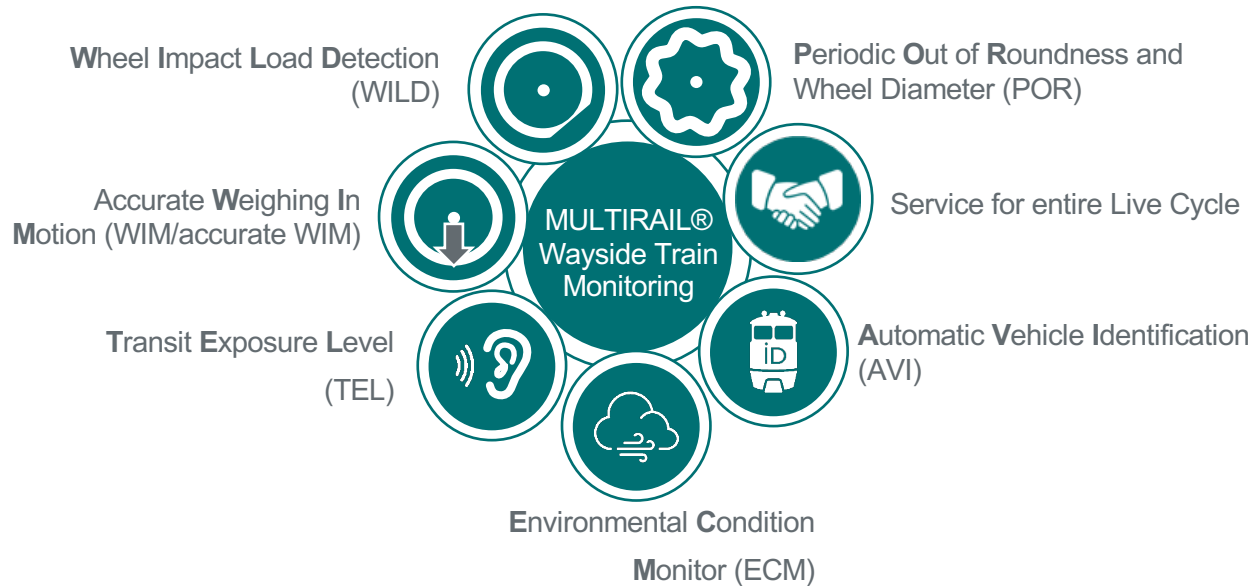 Wheel Impact Load Detection
(WILD)
Periodic Out of Roundness and
Wheel Diameter (POR)
Accurate Weighing In
Motion (WIM/accurate WIM)
MULTIRAIL®
Wayside Train
Monitoring
Service for entire Live Cycle
Transit Exposure Level
(TEL)
iD
Automatic Vehicle Identification
(AVI)
Environmental Condition
Monitor (ECM)